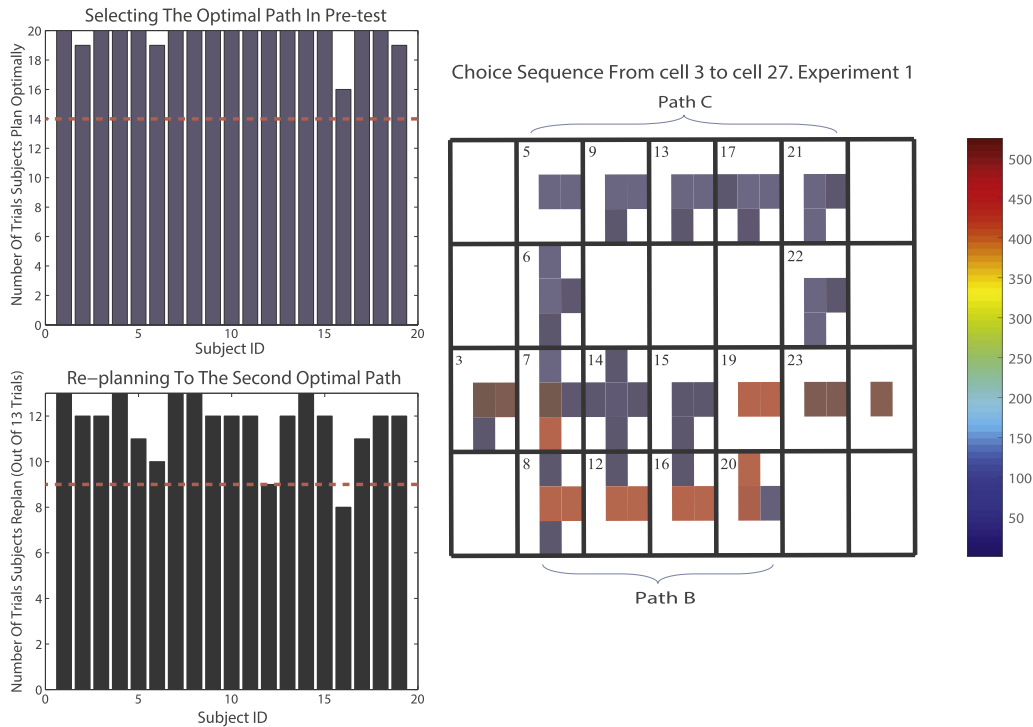 Selecting The Optimal Path In Pre-test
Number Of Trials Subjects Plan Optimally
20
18
16
14
12
10
8
6
4
2
0
0 5 10 15 20
Subject ID
Re-planning To The Second Optimal Path
Number Of Trials Subjects Replan (Out Of 13 Trials)
12
10
8
6
4
2
0
0 5 10 15 20
Subject ID
Choice Sequence From cell 3 to cell 27. Experiment 1
Path C
5 9 13 17 21
6 22
3 7 14 15 19 23
8 12 16 20
Path B
500
450
400
350
300
250
200
150
100
50